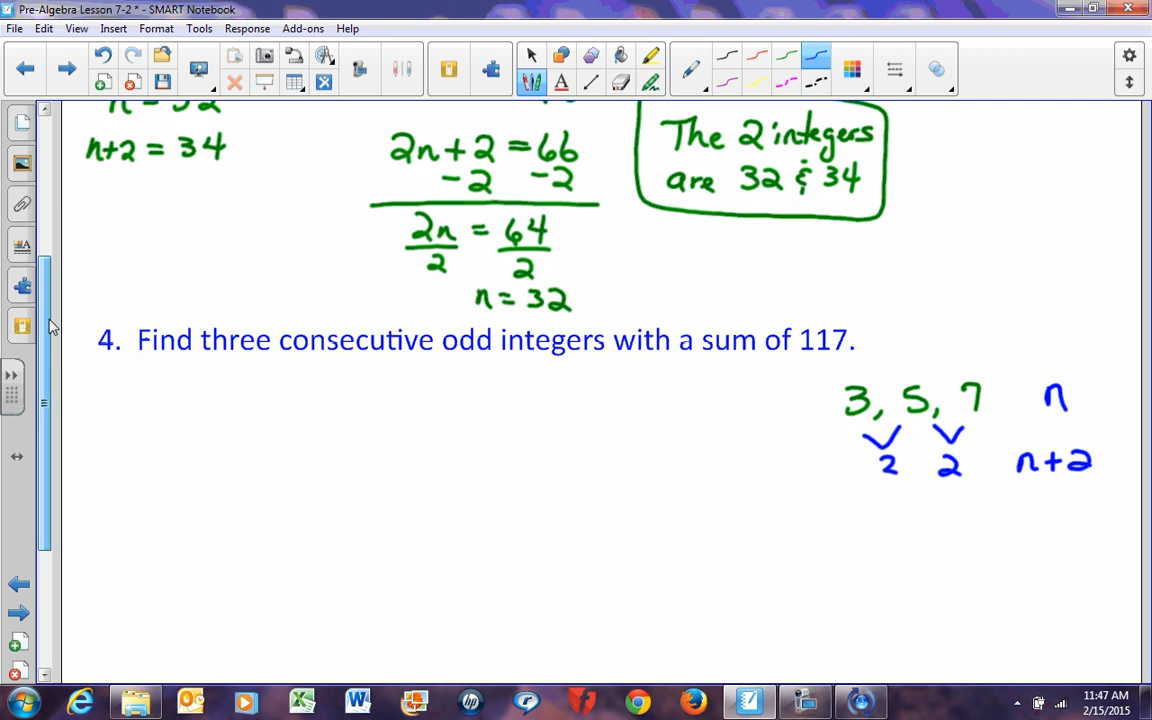 Pre-Algebra Lesson 7-2 * - SMART Notebook
File Edit View Insert Format Tools Response Add-ons Help
n = 32
n+2 = 34
2n+2 = 66
-2 -2
2n = 64
2 2
n = 32
The 2 integers
are 32 & 34
4. Find three consecutive odd integers with a sum of 117.
3, 5, 7 n
2 2 n+2
11:47 AM
2/15/2015